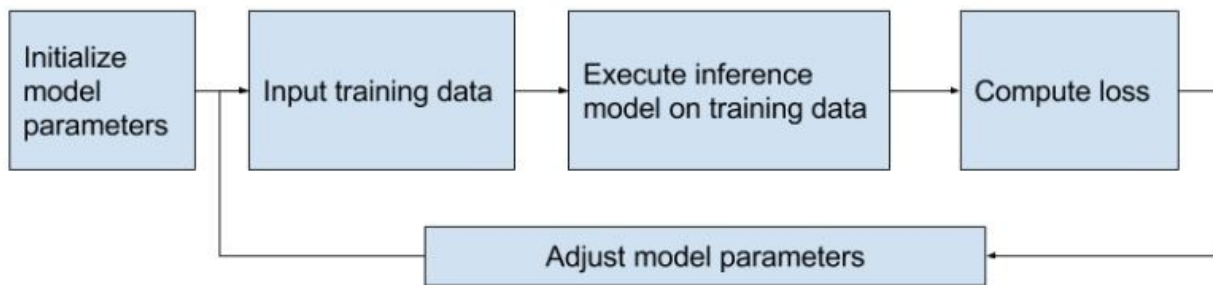 Initialize
model
parameters
Input training data
Execute inference
model on training data
Compute loss
Adjust model parameters